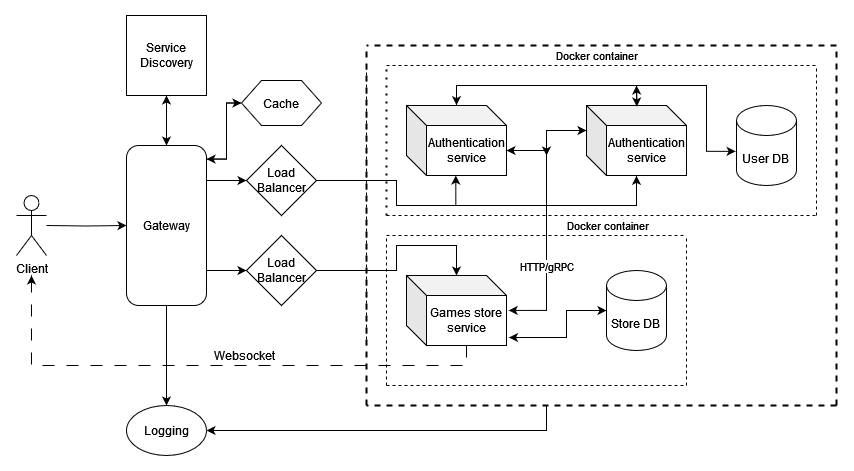 Service
Discovery
Docker container
Cache
Authentication
service
Authentication
service
User DB
Load
Balancer
Gateway
Docker container
Client
Load
Balancer
HTTP/gRPC
Games store
service
Store DB
Websocket
Logging